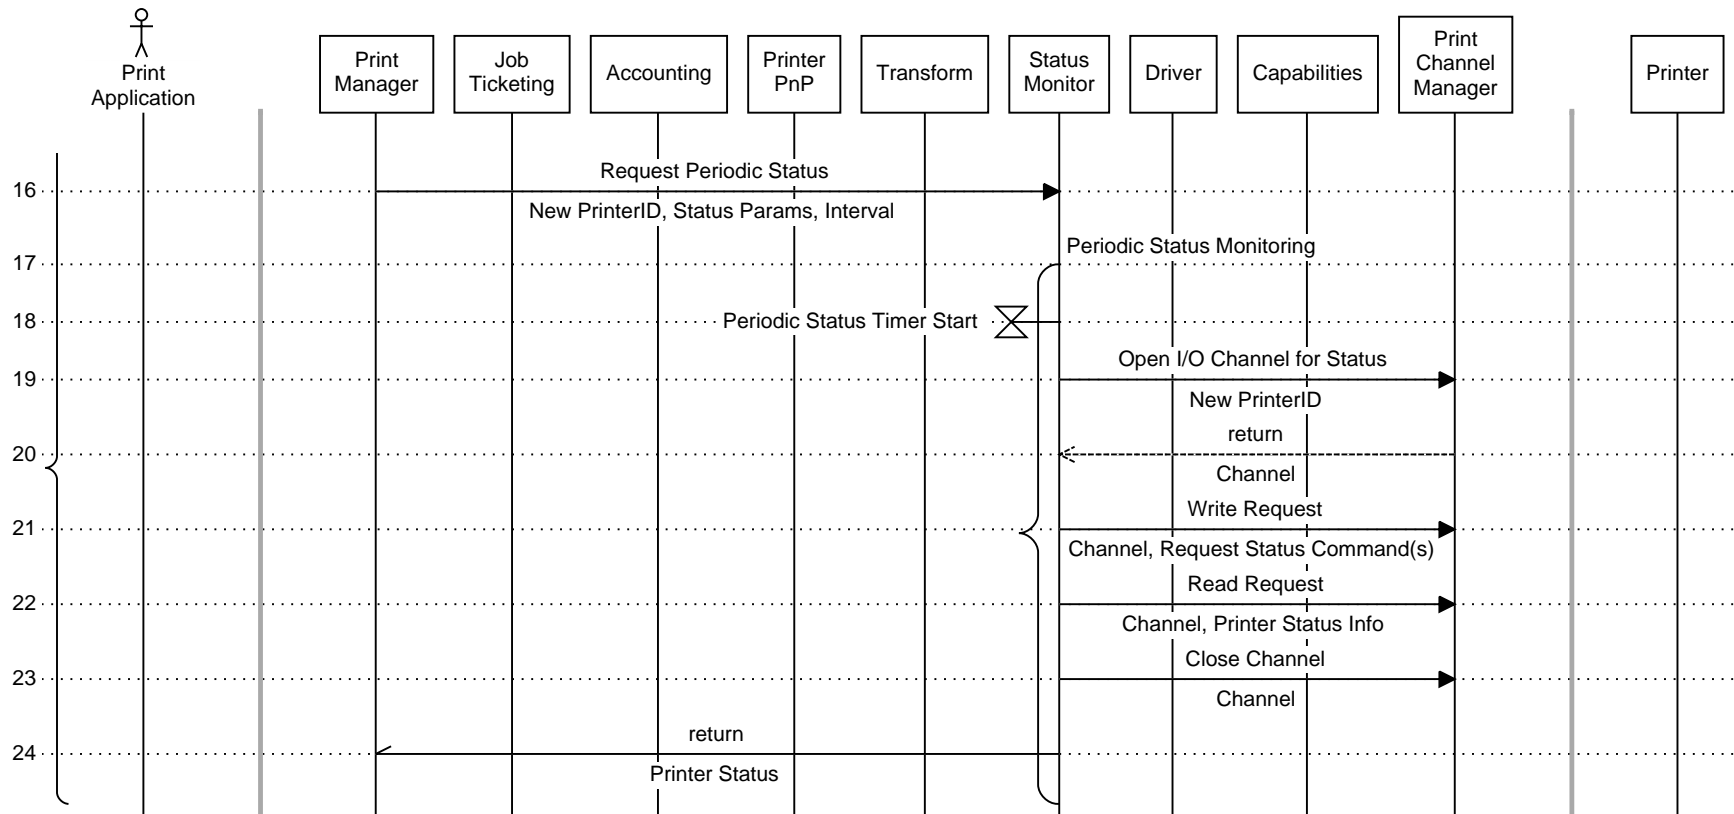 Print
Application
Print
Manager
Job
Ticketing
Accounting
Printer
PnP
Transform
Status
Monitor
Driver
Capabilities
Print
Channel
Manager
Printer
Request Periodic Status
16
New PrinterID, Status Params, Interval
Periodic Status Monitoring
17
18
Periodic Status Timer Start
Open I/O Channel for Status
19
New PrinterID
return
20
Channel
Write Request
21
Channel, Request Status Command(s)
Read Request
22
Channel, Printer Status Info
Close Channel
23
Channel
return
24
Printer Status